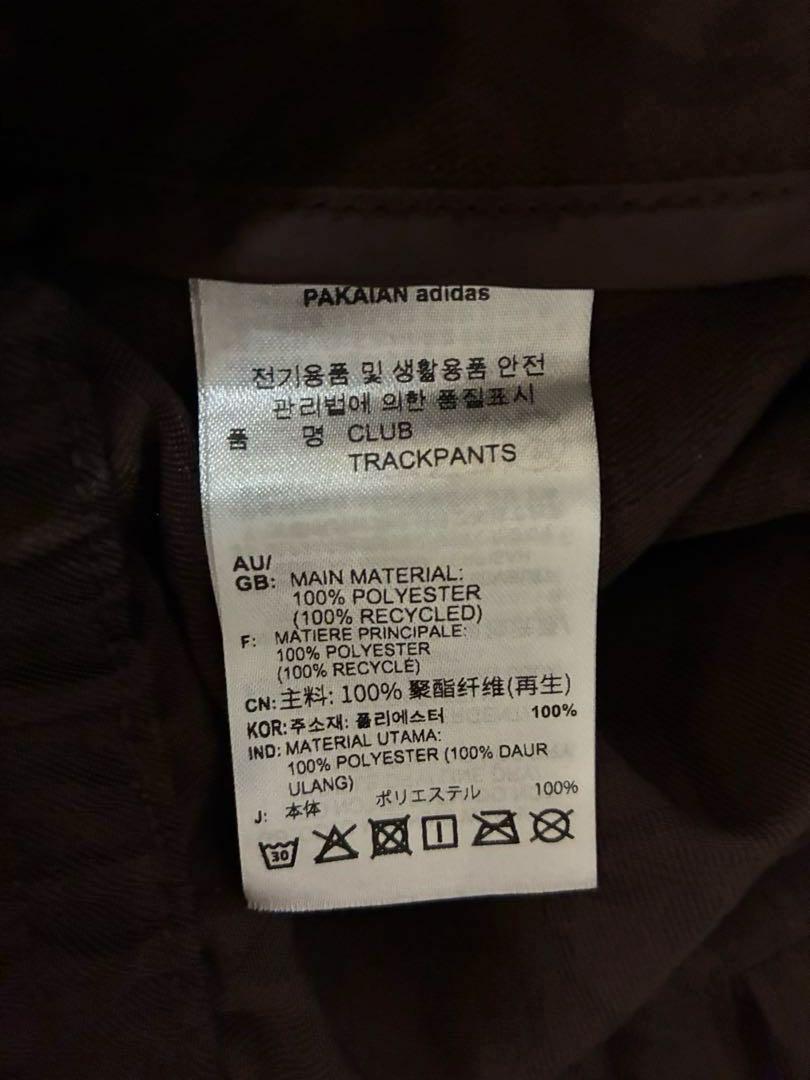 PAKAIAN adidas
전기용품 및 생활용품 안전
관리법에 의한 품질표시
품 명 CLUB
TRACKPANTS
AU/
GB: MAIN MATERIAL:
100% POLYESTER
(100% RECYCLED)
F: MATIERE PRINCIPALE:
100% POLYESTER
(100% RECYCLÉ)
CN: 主料: 100% 聚酯纤维(再生)
KOR: 주소재: 폴리에스터 100%
IND: MATERIAL UTAMA:
100% POLYESTER (100% DAUR
ULANG)
J: 本体 ポリエステル 100%
30